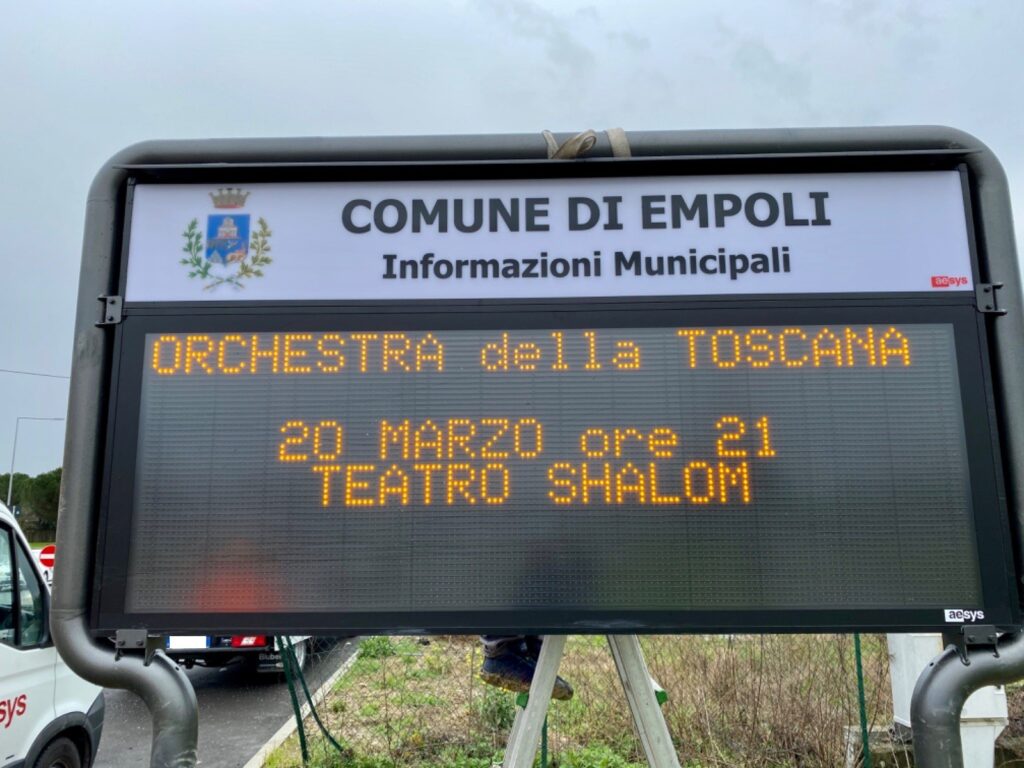 COMUNE DI EMPOLI
Informazioni Municipali
aesys
ORCHESTRA della TOSCANA
20 MARZO ore 21
TEATRO SHALOM
aesys